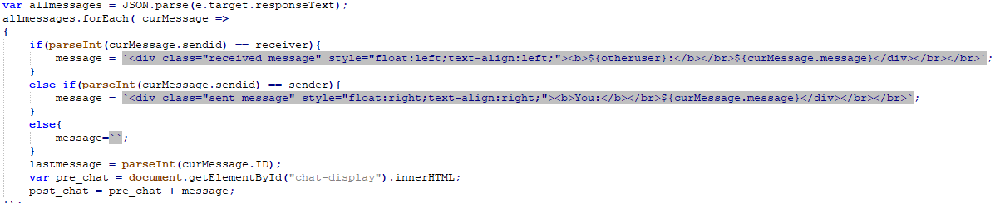 var allmessages = JSON.parse(e.target.responseText);
allmessages.forEach( curMessage =>
{
if(parseInt(curMessage.sendid) == receiver){
message = `<div class="received message" style="float:left;text-align:left;"><b>${otheruser}:</b></br>${curMessage.message}</div></br></br>`;
}
else if(parseInt(curMessage.sendid) == sender){
message = `<div class="sent message" style="float:right;text-align:right;"><b>You:</b></br>${curMessage.message}</div></br></br>`;
}
else{
message=``;
}
lastmessage = parseInt(curMessage.ID);
var pre_chat = document.getElementById("chat-display").innerHTML;
post_chat = pre_chat + message;